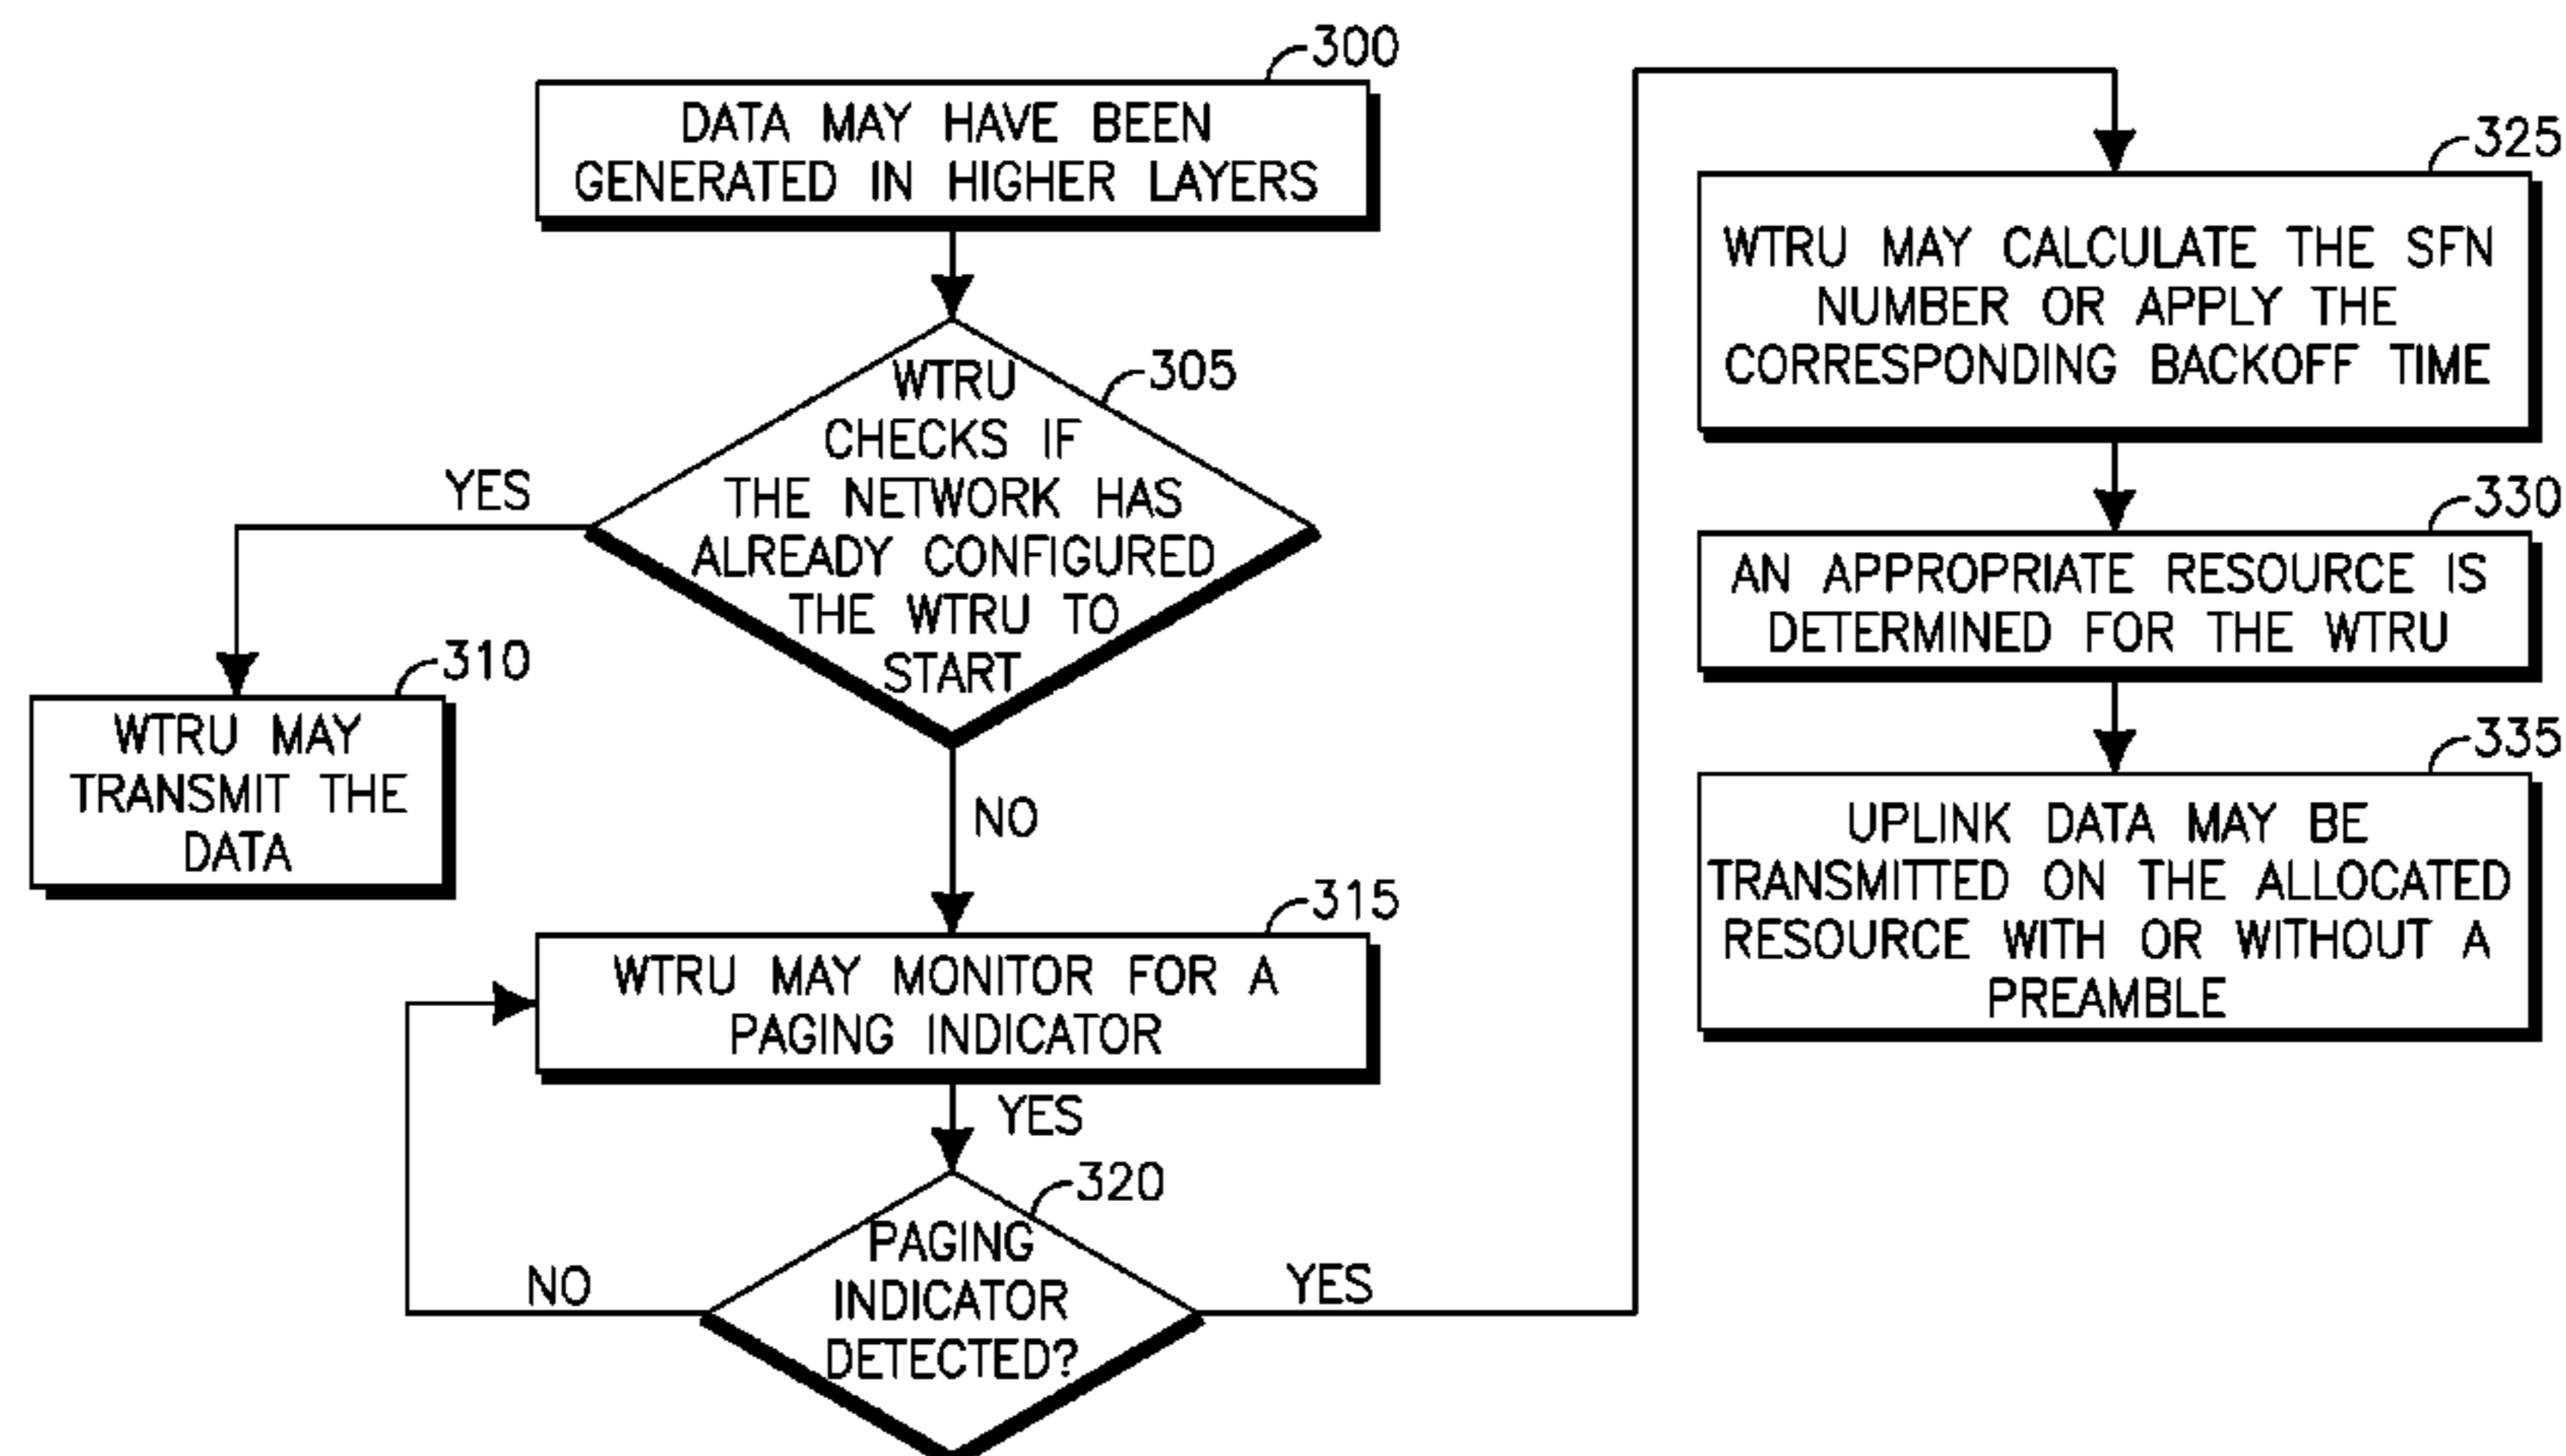 300
DATA MAY HAVE BEEN
GENERATED IN HIGHER LAYERS
305
WTRU
CHECKS IF
THE NETWORK HAS
ALREADY CONFIGURED
THE WTRU TO
START
YES
310
WTRU MAY
TRANSMIT THE
DATA
NO
315
WTRU MAY MONITOR FOR A
PAGING INDICATOR
YES
320
PAGING
INDICATOR
DETECTED?
NO
YES
325
WTRU MAY CALCULATE THE SFN
NUMBER OR APPLY THE
CORRESPONDING BACKOFF TIME
330
AN APPROPRIATE RESOURCE IS
DETERMINED FOR THE WTRU
335
UPLINK DATA MAY BE
TRANSMITTED ON THE ALLOCATED
RESOURCE WITH OR WITHOUT A
PREAMBLE